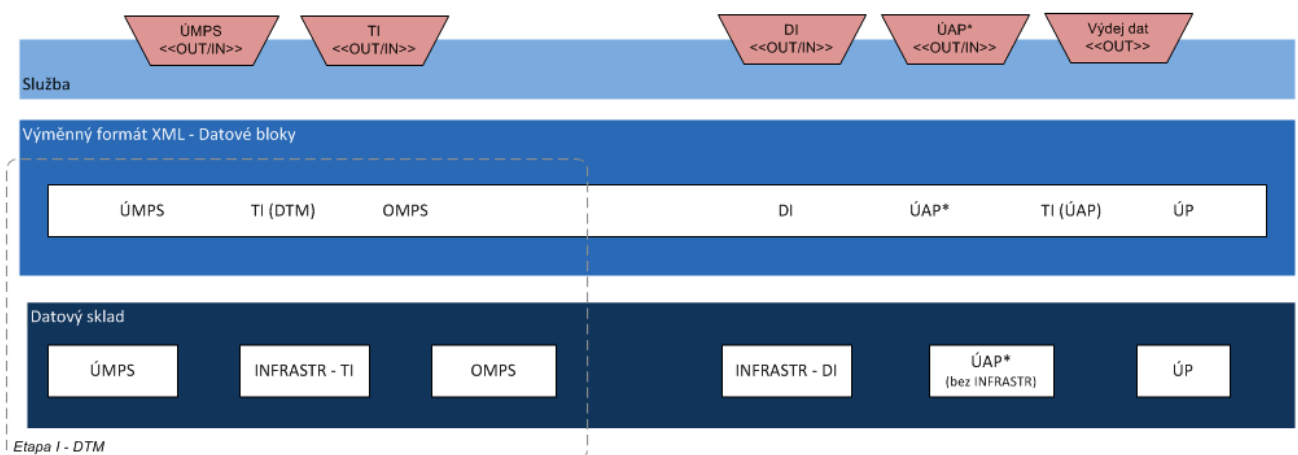 ÚMPS
<<OUT/IN>>
TI
<<OUT/IN>>
DI
<<OUT/IN>>
ÚAP*
<<OUT/IN>>
Výdej dat
<<OUT>>
Služba
Výměnný formát XML - Datové bloky
ÚMPS TI (DTM) OMPS DI ÚAP* TI (ÚAP) ÚP
Datový sklad
ÚMPS
INFRASTR - TI
OMPS
INFRASTR - DI
ÚAP*
(bez INFRASTR)
ÚP
Etapa I - DTM